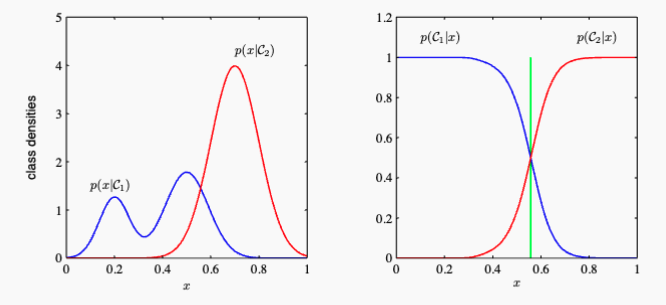 5
4
3
2
1
0
class densities
p(x|C₂)
p(x|C₁)
0 0.2 0.4 0.6 0.8 1
x
1.2
1
0.8
0.6
0.4
0.2
0
p(C₁|x)
p(C₂|x)
0 0.2 0.4 0.6 0.8 1
x